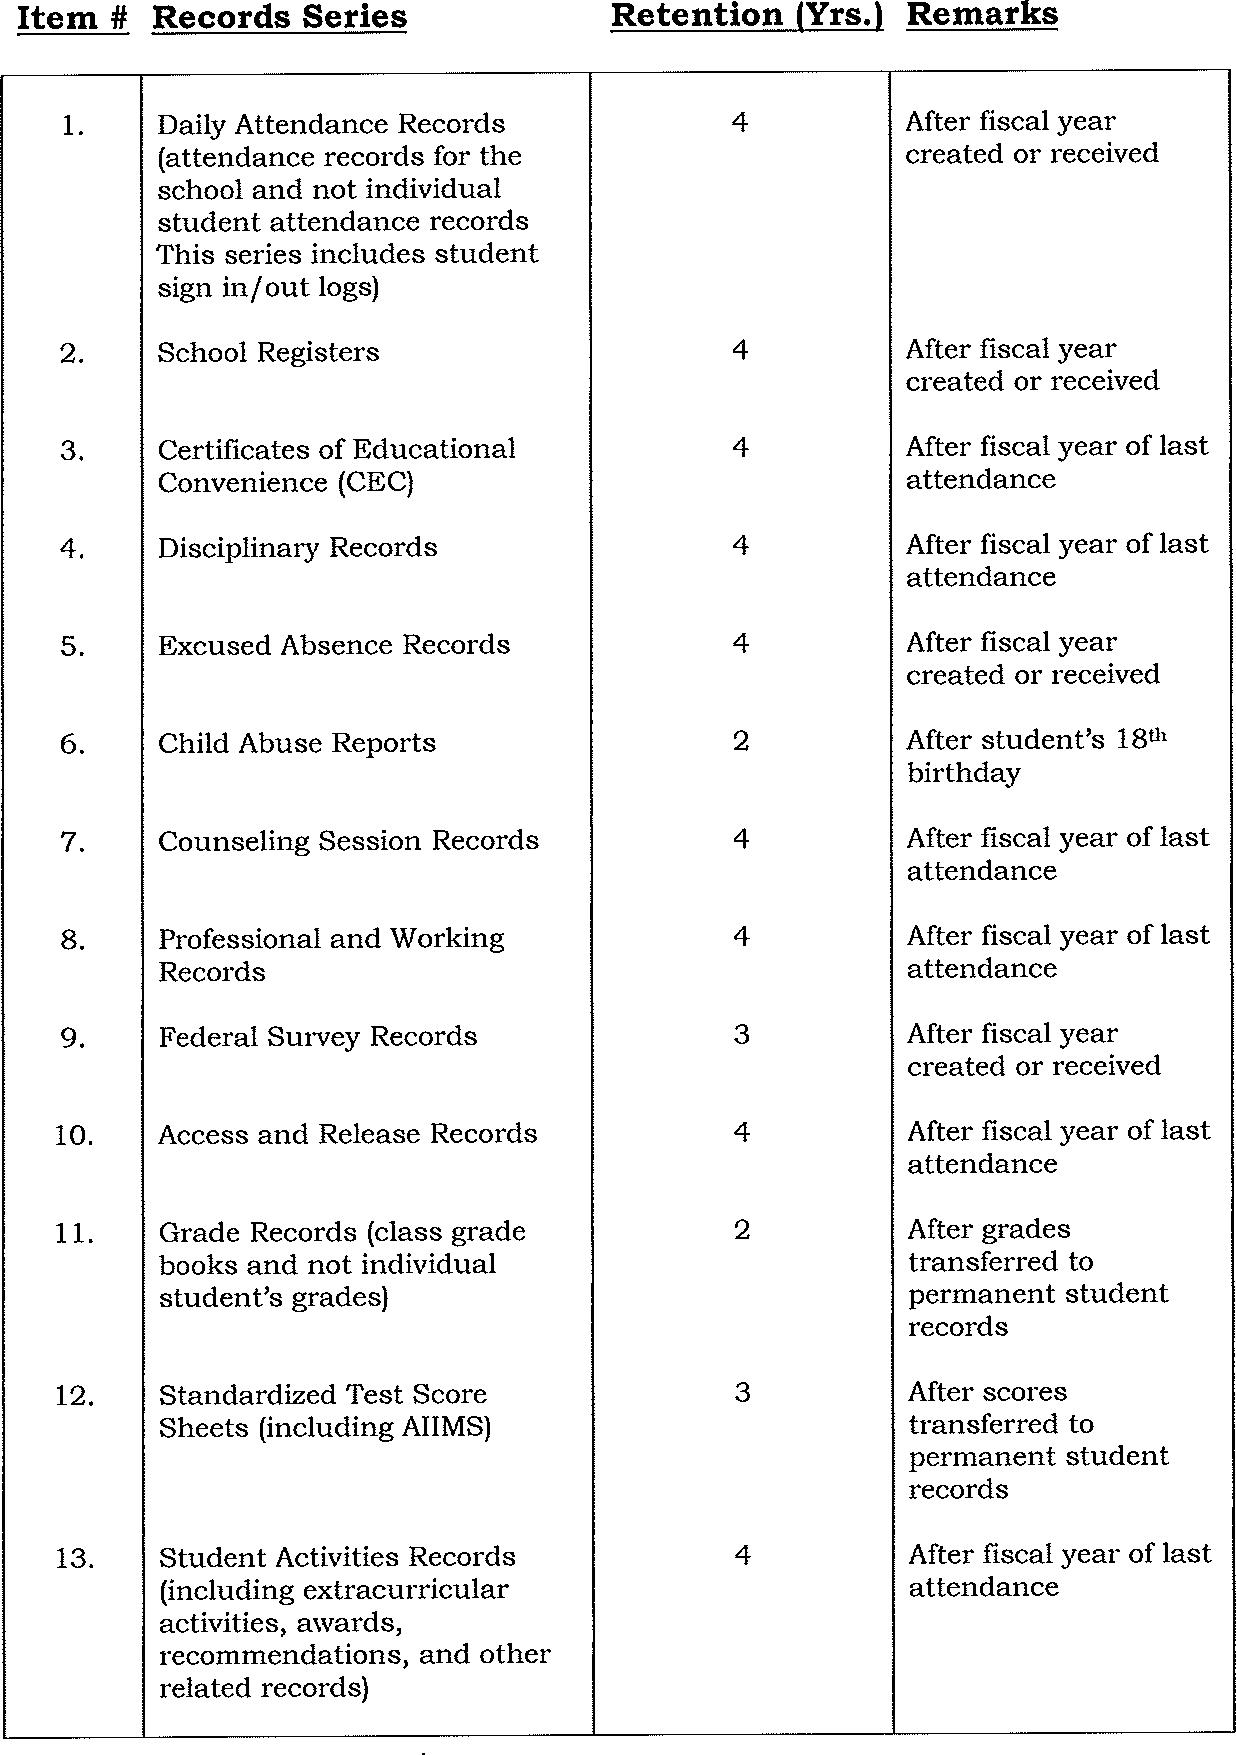 Item # Records Series Retention (Yrs.) Remarks
1. Daily Attendance Records 4 After fiscal year
(attendance records for the created or received
school and not individual
student attendance records
This series includes student
sign in/out logs)
2. School Registers 4 After fiscal year
created or received
3. Certificates of Educational 4 After fiscal year of last
Convenience (CEC) attendance
4. Disciplinary Records 4 After fiscal year of last
attendance
5. Excused Absence Records 4 After fiscal year
created or received
6. Child Abuse Reports 2 After student's 18th
birthday
7. Counseling Session Records 4 After fiscal year of last
attendance
8. Professional and Working 4 After fiscal year of last
Records attendance
9. Federal Survey Records 3 After fiscal year
created or received
10. Access and Release Records 4 After fiscal year of last
attendance
11. Grade Records (class grade 2 After grades
books and not individual transferred to
student's grades) permanent student
records
12. Standardized Test Score 3 After scores
Sheets (including AIIMS) transferred to
permanent student
records
13. Student Activities Records 4 After fiscal year of last
(including extracurricular attendance
activities, awards,
recommendations, and other
related records)